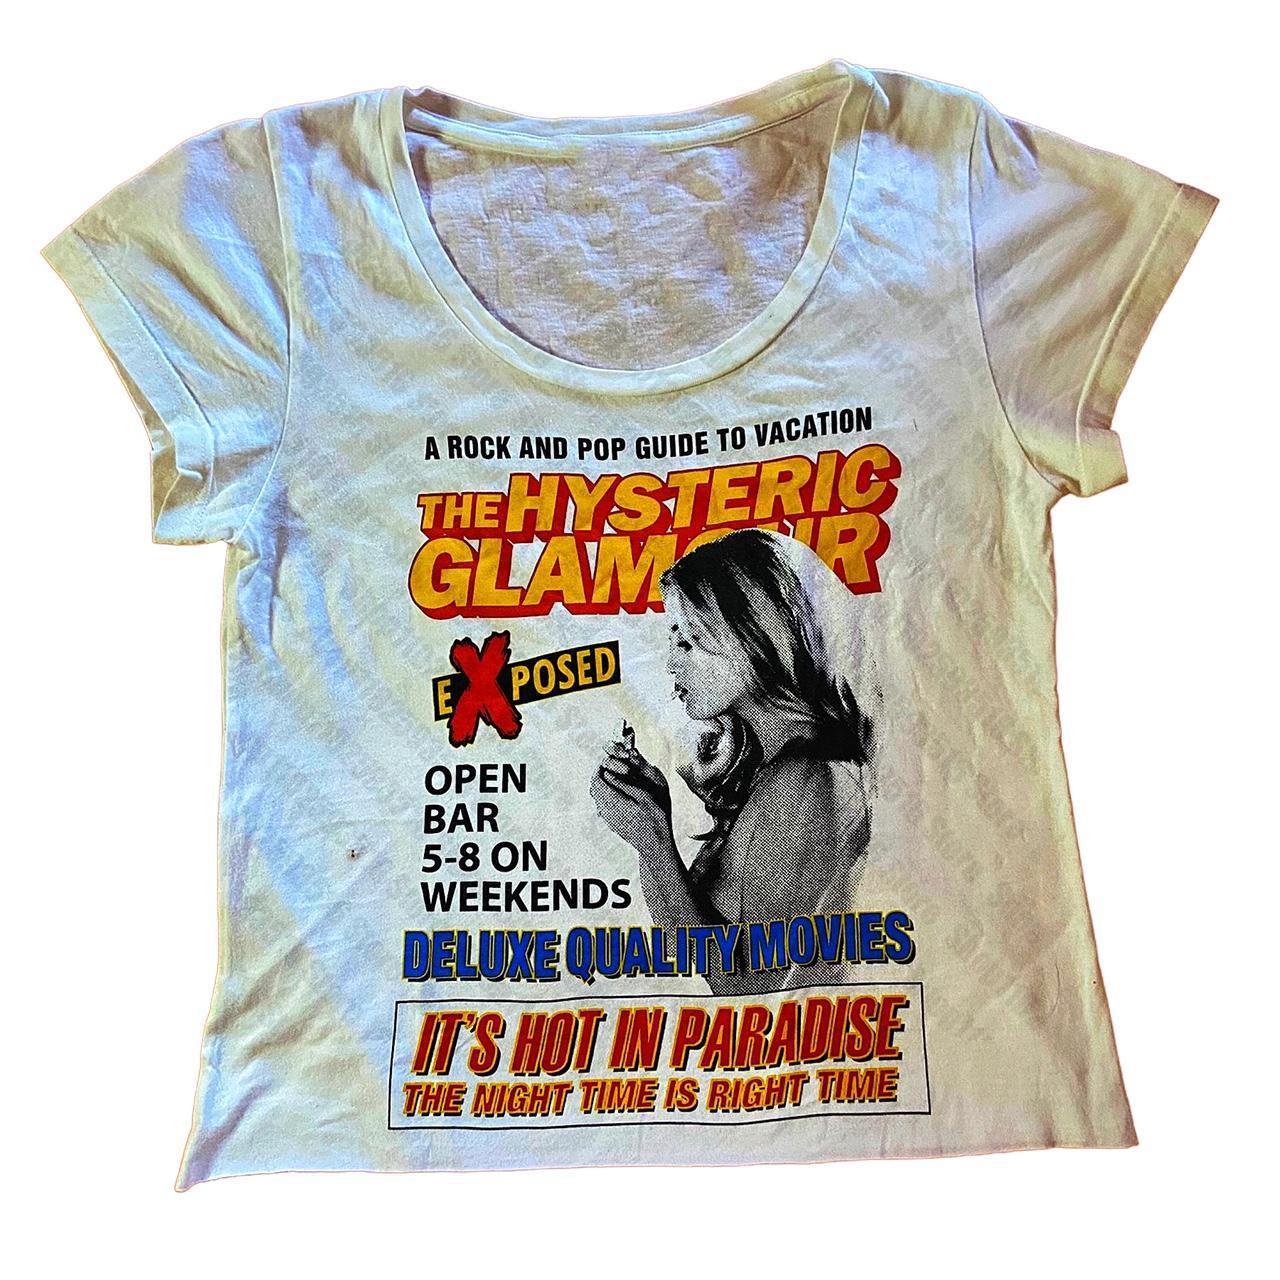 A ROCK AND POP GUIDE TO VACATION
THE HYSTERIC
GLAMOUR
EXPOSED
OPEN
BAR
5-8 ON
WEEKENDS
DELUXE QUALITY MOVIES
IT'S HOT IN PARADISE
THE NIGHT TIME IS RIGHT TIME